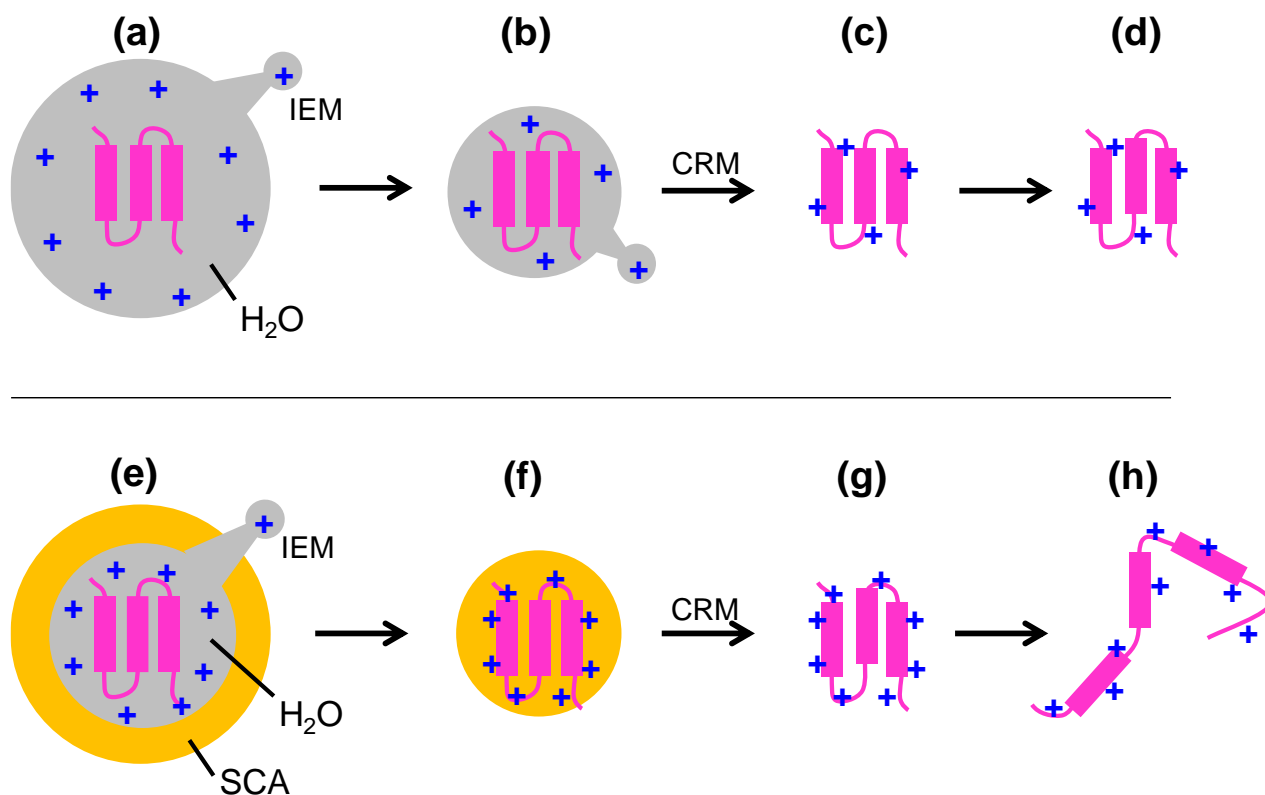 (a) (b) (c) (d)
IEM
CRM
H₂O
(e) (f) (g) (h)
IEM
CRM
H₂O
SCA